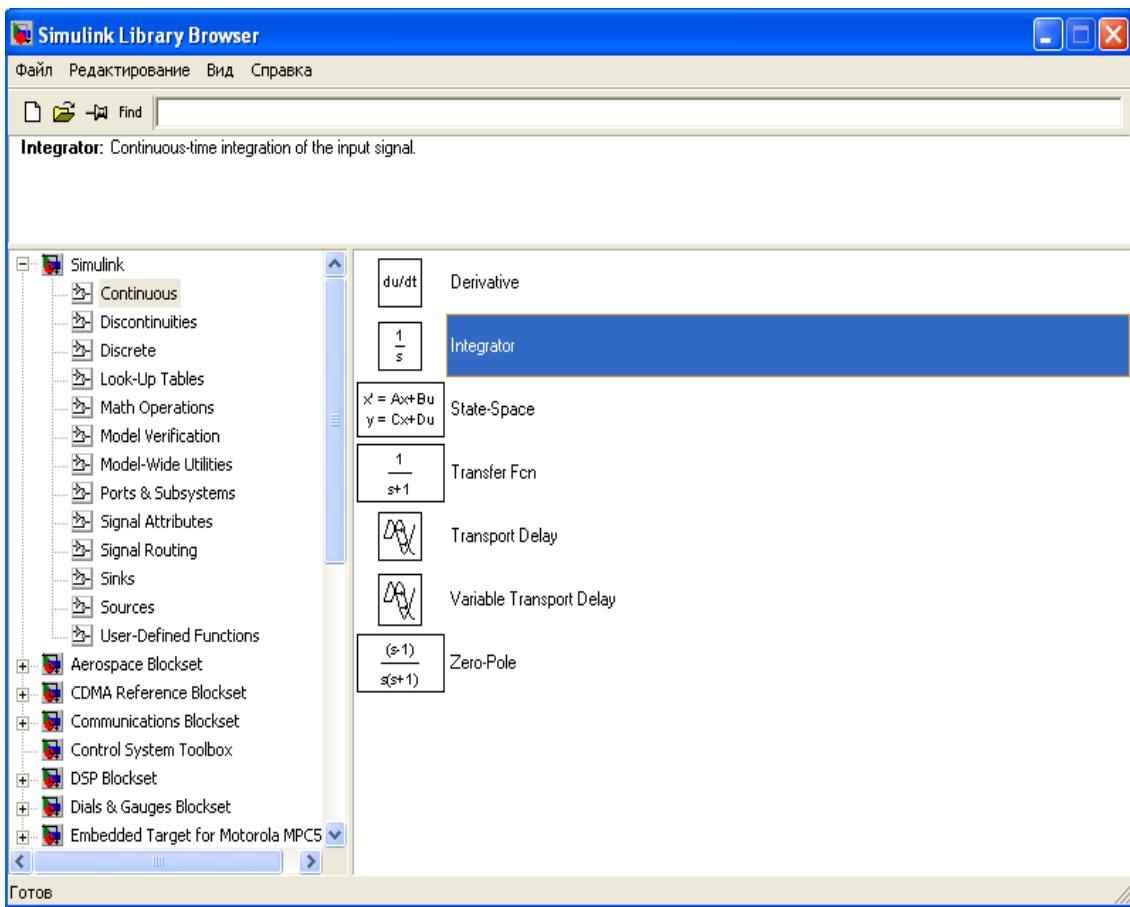 Simulink Library Browser
Файл Редактирование Вид Справка
Find
Integrator: Continuous-time integration of the input signal.
Simulink
Continuous
Discontinuities
Discrete
Look-Up Tables
Math Operations
Model Verification
Model-Wide Utilities
Ports & Subsystems
Signal Attributes
Signal Routing
Sinks
Sources
User-Defined Functions
Aerospace Blockset
CDMA Reference Blockset
Communications Blockset
Control System Toolbox
DSP Blockset
Dials & Gauges Blockset
Embedded Target for Motorola MPC5
du/dt Derivative
1
s
Integrator
x' = Ax+Bu
y = Cx+Du
State-Space
1
s+1
Transfer Fcn
Transport Delay
Variable Transport Delay
(s-1)
s(s+1)
Zero-Pole
Готов